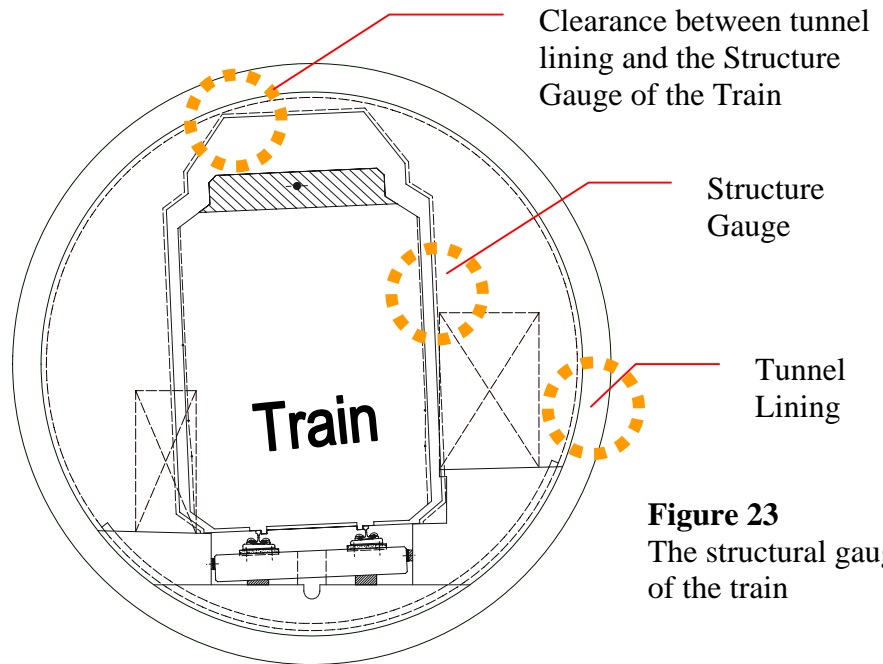 Clearance between tunnel
lining and the Structure
Gauge of the Train
Structure
Gauge
Tunnel
Lining
Train
Figure 23
The structural gaug
of the train